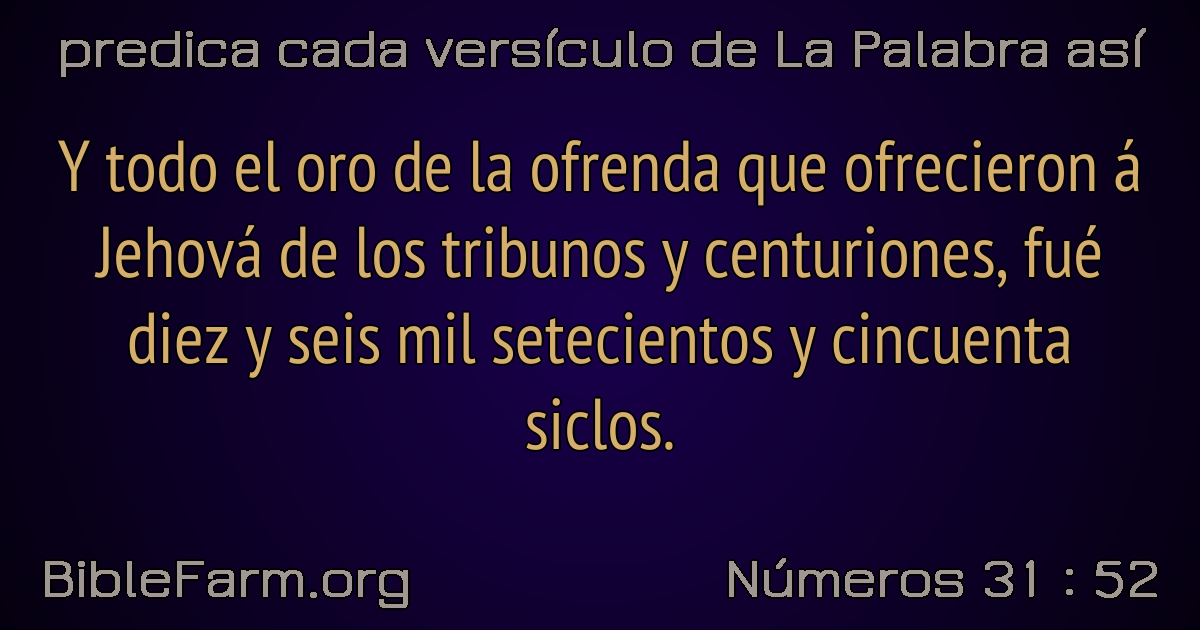 predica cada versículo de La Palabra así
Y todo el oro de la ofrenda que ofrecieron á
Jehová de los tribunos y centuriones, fué
diez y seis mil setecientos y cincuenta
siclos.
BibleFarm.org
Números 31 : 52